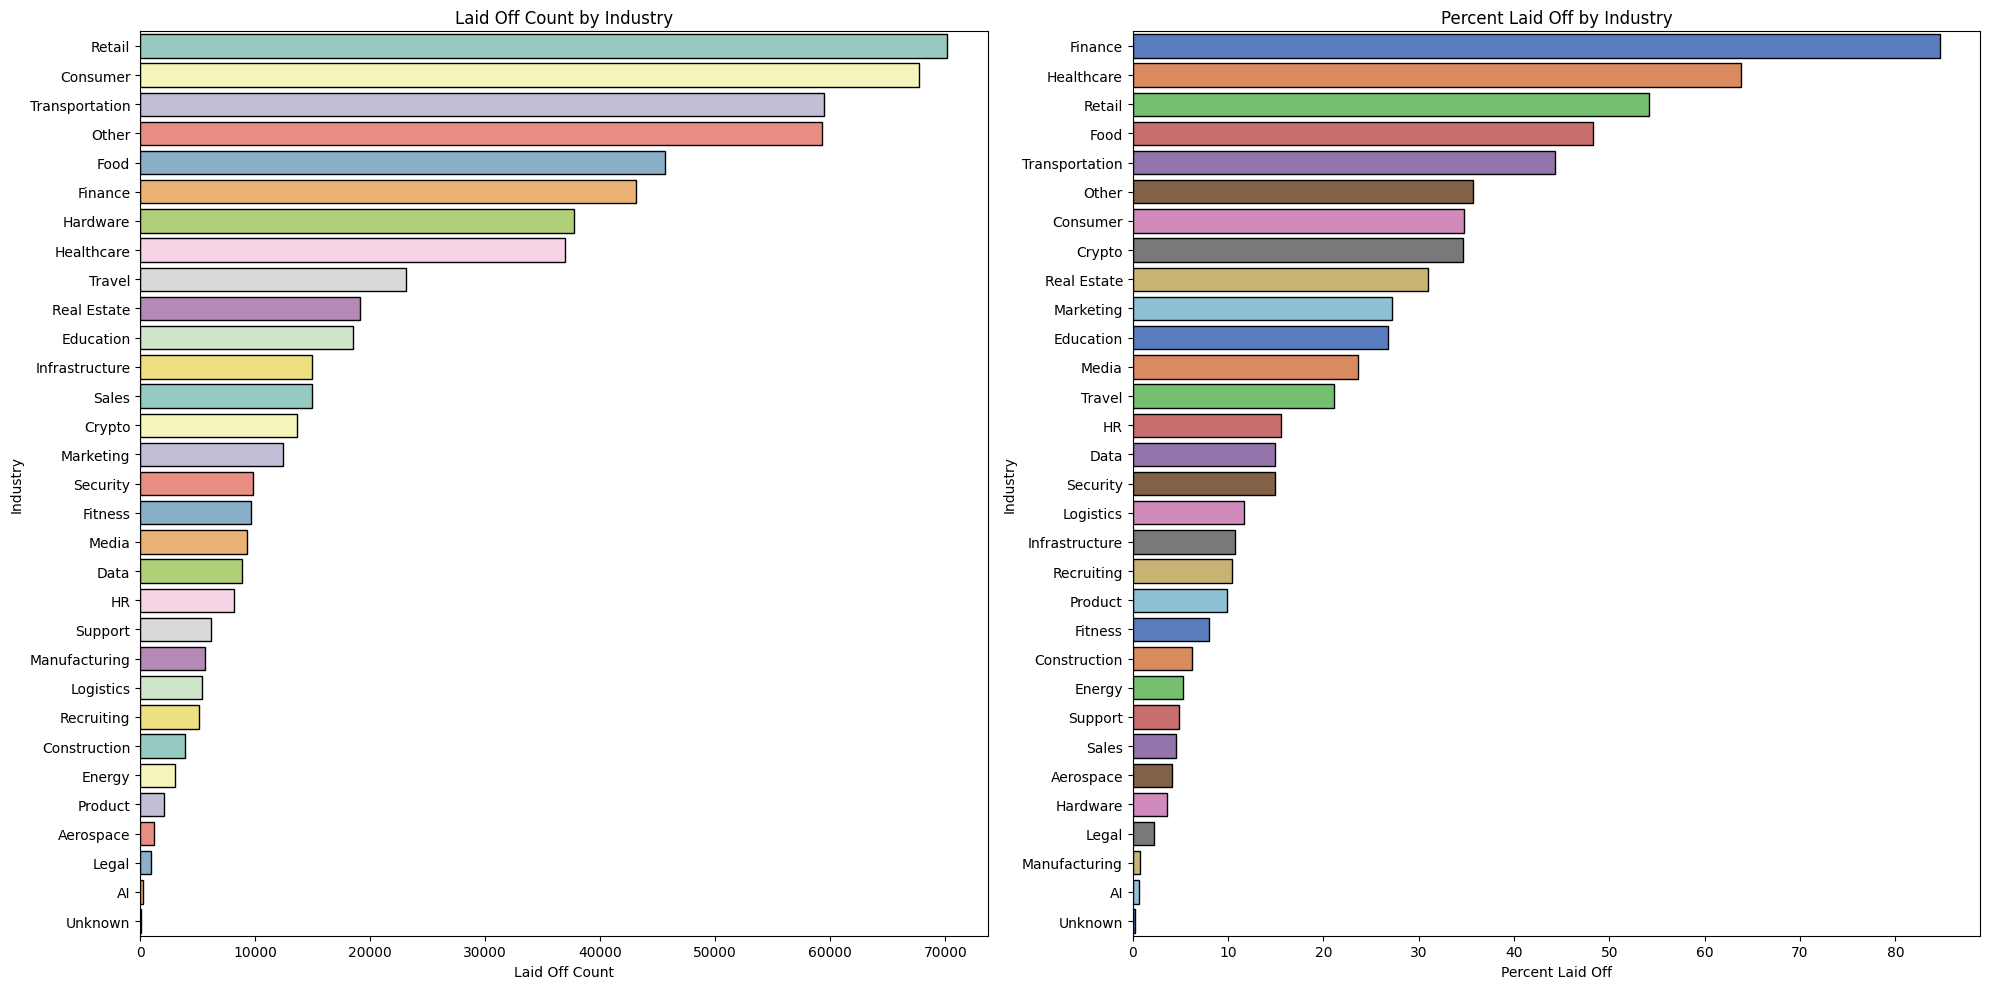 Laid Off Count by Industry
Industry
Retail
Consumer
Transportation
Other
Food
Finance
Hardware
Healthcare
Travel
Real Estate
Education
Infrastructure
Sales
Crypto
Marketing
Security
Fitness
Media
Data
HR
Support
Manufacturing
Logistics
Recruiting
Construction
Energy
Product
Aerospace
Legal
AI
Unknown
0 10000 20000 30000 40000 50000 60000 70000
Laid Off Count
Percent Laid Off by Industry
Industry
Finance
Healthcare
Retail
Food
Transportation
Other
Consumer
Crypto
Real Estate
Marketing
Education
Media
Travel
HR
Data
Security
Logistics
Infrastructure
Recruiting
Product
Fitness
Construction
Energy
Support
Sales
Aerospace
Hardware
Legal
Manufacturing
AI
Unknown
0 10 20 30 40 50 60 70 80
Percent Laid Off